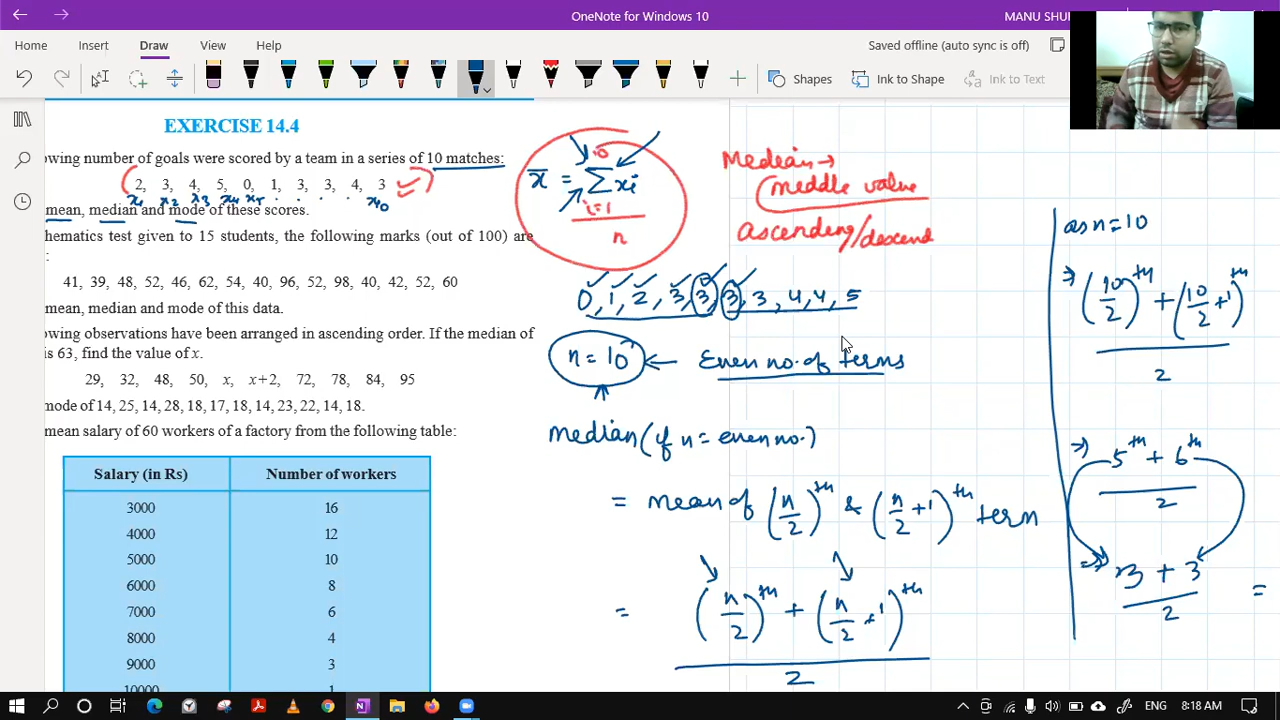 OneNote for Windows 10
MANU SHU
Home Insert Draw View Help
Saved offline (auto sync is off)
Shapes Ink to Shape Ink to Text
EXERCISE 14.4
owing number of goals were scored by a team in a series of 10 matches:
2, 3, 4, 5, 0, 1, 3, 3, 4, 3
x₁ x₂ x₃ x₄ x₅ x₁₀
mean, median and mode of these scores.
hematics test given to 15 students, the following marks (out of 100) are
:
41, 39, 48, 52, 46, 62, 54, 40, 96, 52, 98, 40, 42, 52, 60
mean, median and mode of this data.
owing observations have been arranged in ascending order. If the median of
is 63, find the value of x.
29, 32, 48, 50, x, x+2, 72, 78, 84, 95
mode of 14, 25, 14, 28, 18, 17, 18, 14, 23, 22, 14, 18.
mean salary of 60 workers of a factory from the following table:
Salary (in Rs) Number of workers
3000 16
4000 12
5000 10
6000 8
7000 6
8000 4
9000 3
10000 1
10
x̄ = ∑ xi
i=1
n
Median →
middle value
ascending/descend
0, 1, 2, 3, 3, 3, 3, 4, 4, 5
n = 10 ← Even no. of terms
median (if n = even no.)
= mean of (n/2)th & (n/2 +1)th term
= (n/2)th + (n/2 +1)th
2
as n = 10
⇒ (10/2)th + (10/2 +1)th
2
⇒ 5th + 6th
2
⇒ 3 + 3
2
=
ENG 8:18 AM